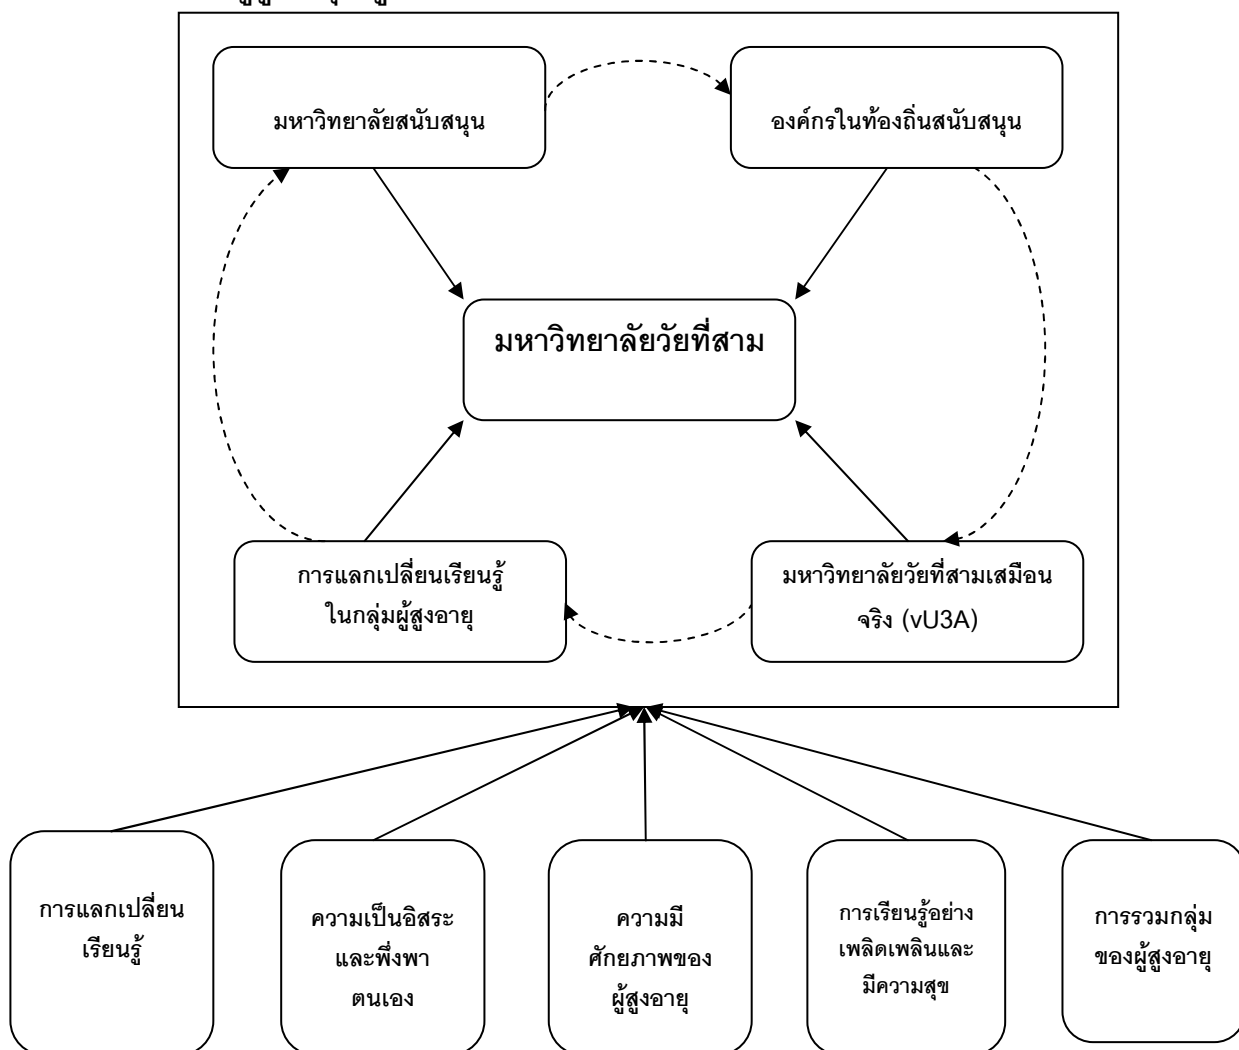 มหาวิทยาลัยสนับสนุน
องค์กรในท้องถิ่นสนับสนุน
มหาวิทยาลัยวัยที่สาม
การแลกเปลี่ยนเรียนรู้
ในกลุ่มผู้สูงอายุ
มหาวิทยาลัยวัยที่สามเสมือน
จริง (vU3A)
การแลกเปลี่ยน
เรียนรู้
ความเป็นอิสระ
และพึ่งพา
ตนเอง
ความมี
ศักยภาพของ
ผู้สูงอายุ
การเรียนรู้อย่าง
เพลิดเพลินและ
มีความสุข
การรวมกลุ่ม
ของผู้สูงอายุ